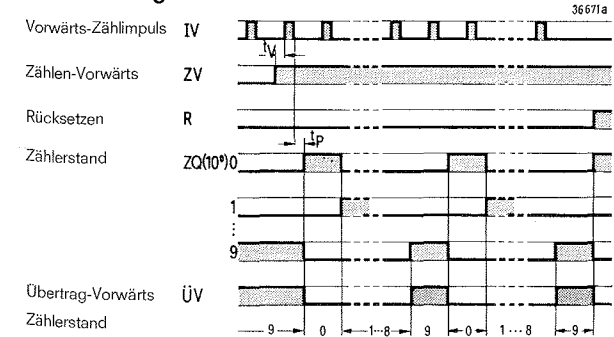 36671a
Vorwärts-Zählimpuls IV
tV
Zählen-Vorwärts ZV
Rücksetzen R
tP
Zählerstand ZQ(10⁰)0
1
⋮
9
Übertrag-Vorwärts ÜV
Zählerstand 9 0 1···8 9 0 1 ··· 8 9